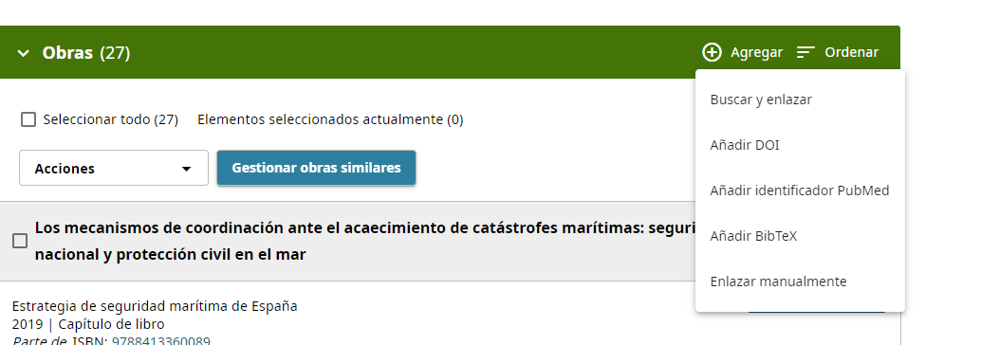 Obras (27)
Agregar
Ordenar
Buscar y enlazar
Añadir DOI
Añadir identificador PubMed
Añadir BibTeX
Enlazar manualmente
Seleccionar todo (27)
Elementos seleccionados actualmente (0)
Acciones
Gestionar obras similares
Los mecanismos de coordinación ante el acaecimiento de catástrofes marítimas:
nacional y protección civil en el mar
Estrategia de seguridad marítima de España
2019 | Capítulo de libro
Parte de ISBN: 9788413360089